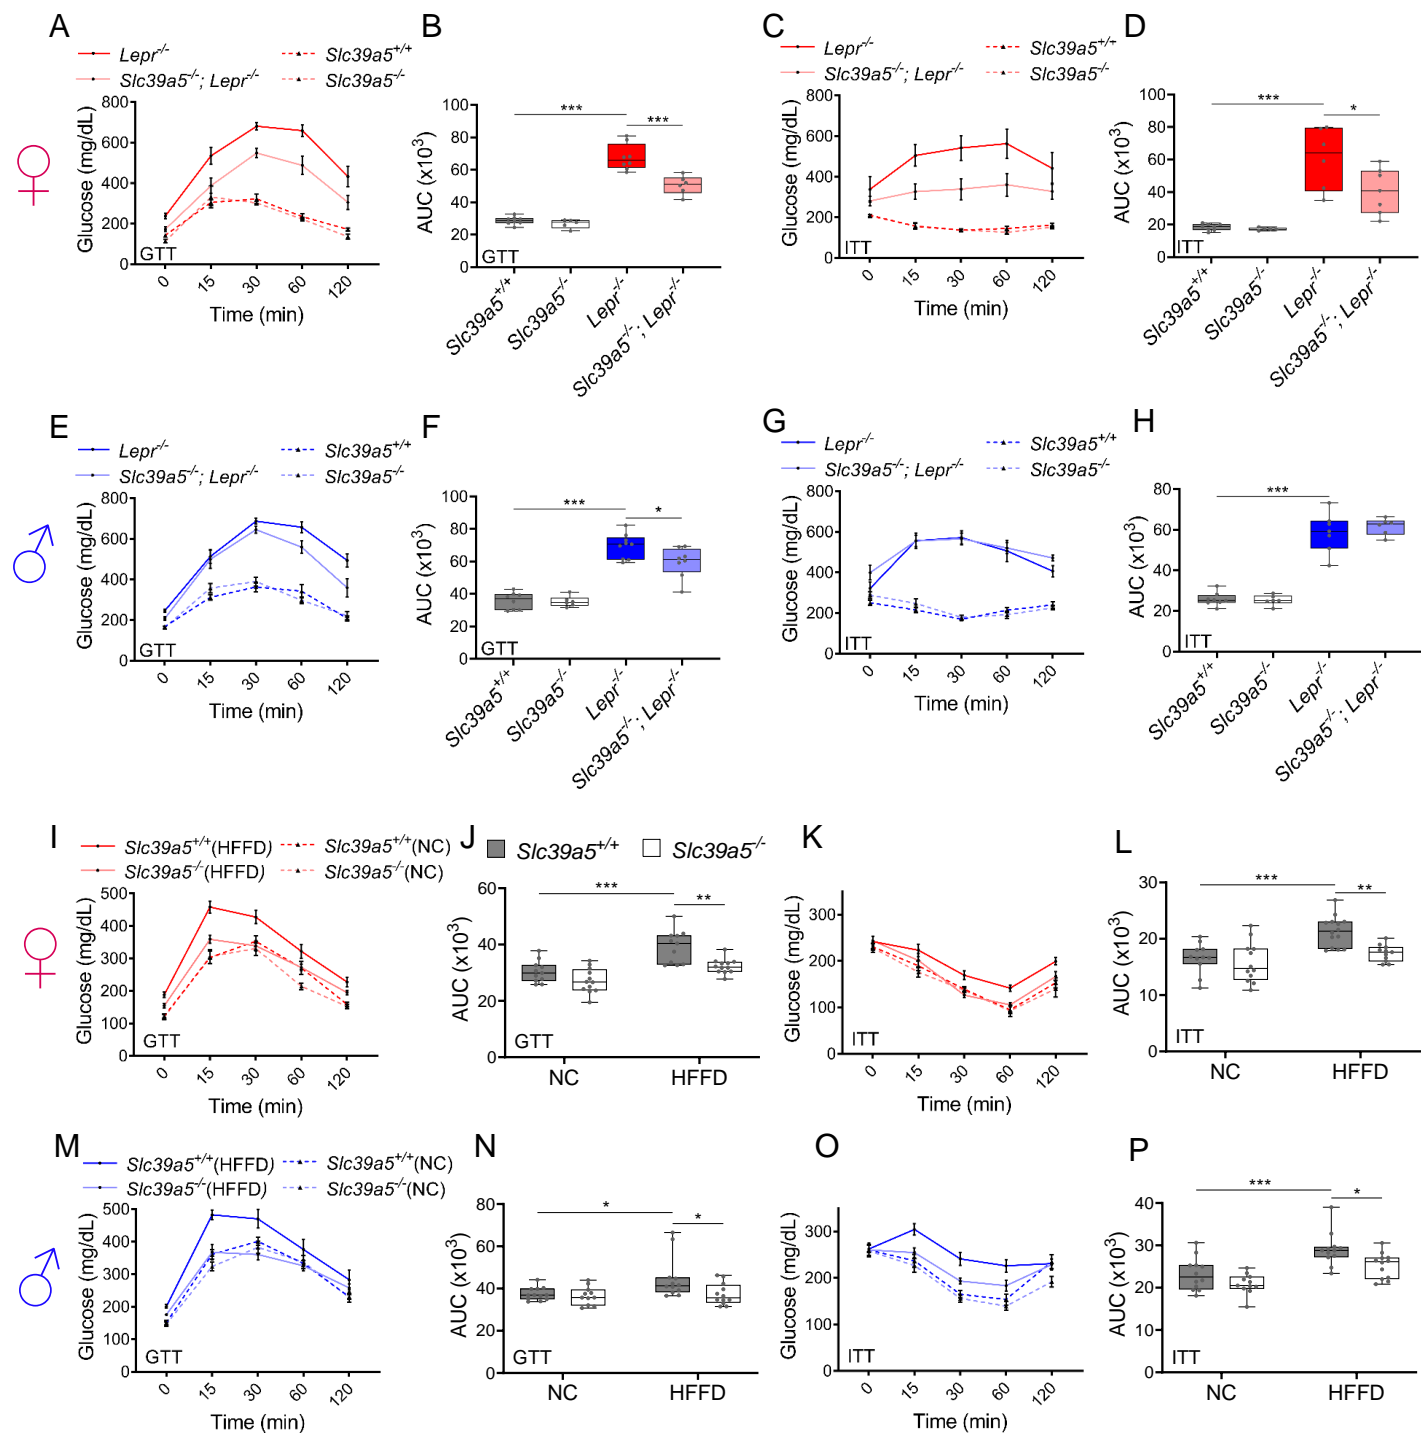 A
Lepr-/-
Slc39a5-/-; Lepr-/-
Slc39a5+/+
Slc39a5-/-
Glucose (mg/dL)
800
600
400
200
0
GTT
0 15 30 60 120
Time (min)
B
AUC (x10³)
100
80
60
40
20
0
***
***
GTT
Slc39a5+/+
Slc39a5-/-
Lepr-/-
Slc39a5-/-; Lepr-/-
C
Lepr-/-
Slc39a5-/-; Lepr-/-
Slc39a5+/+
Slc39a5-/-
Glucose (mg/dL)
800
600
400
200
0
ITT
0 15 30 60 120
Time (min)
D
AUC (x10³)
100
80
60
40
20
0
***
*
ITT
Slc39a5+/+
Slc39a5-/-
Lepr-/-
Slc39a5-/-; Lepr-/-
E
Lepr-/-
Slc39a5-/-; Lepr-/-
Slc39a5+/+
Slc39a5-/-
Glucose (mg/dL)
800
600
400
200
0
GTT
0 15 30 60 120
Time (min)
F
AUC (x10³)
100
80
60
40
20
0
***
*
GTT
Slc39a5+/+
Slc39a5-/-
Lepr-/-
Slc39a5-/-; Lepr-/-
G
Lepr-/-
Slc39a5-/-; Lepr-/-
Slc39a5+/+
Slc39a5-/-
Glucose (mg/dL)
800
600
400
200
0
ITT
0 15 30 60 120
Time (min)
H
AUC (x10³)
80
60
40
20
0
***
ITT
Slc39a5+/+
Slc39a5-/-
Lepr-/-
Slc39a5-/-; Lepr-/-
I
Slc39a5+/+(HFFD)
Slc39a5-/-(HFFD)
Slc39a5+/+(NC)
Slc39a5-/-(NC)
Glucose (mg/dL)
500
400
300
200
100
0
GTT
0 15 30 60 120
Time (min)
J
Slc39a5+/+
Slc39a5-/-
AUC (x10³)
60
40
20
0
***
**
GTT
NC HFFD
K
Glucose (mg/dL)
300
200
100
0
ITT
0 15 30 60 120
Time (min)
L
AUC (x10³)
30
20
10
0
***
**
ITT
NC HFFD
M
Slc39a5+/+(HFFD)
Slc39a5-/-(HFFD)
Slc39a5+/+(NC)
Slc39a5-/-(NC)
Glucose (mg/dL)
500
400
300
200
100
0
GTT
0 15 30 60 120
Time (min)
N
AUC (x10³)
80
60
40
20
0
*
*
GTT
NC HFFD
O
Glucose (mg/dL)
300
200
100
0
ITT
0 15 30 60 120
Time (min)
P
AUC (x10³)
40
30
20
10
0
***
*
ITT
NC HFFD